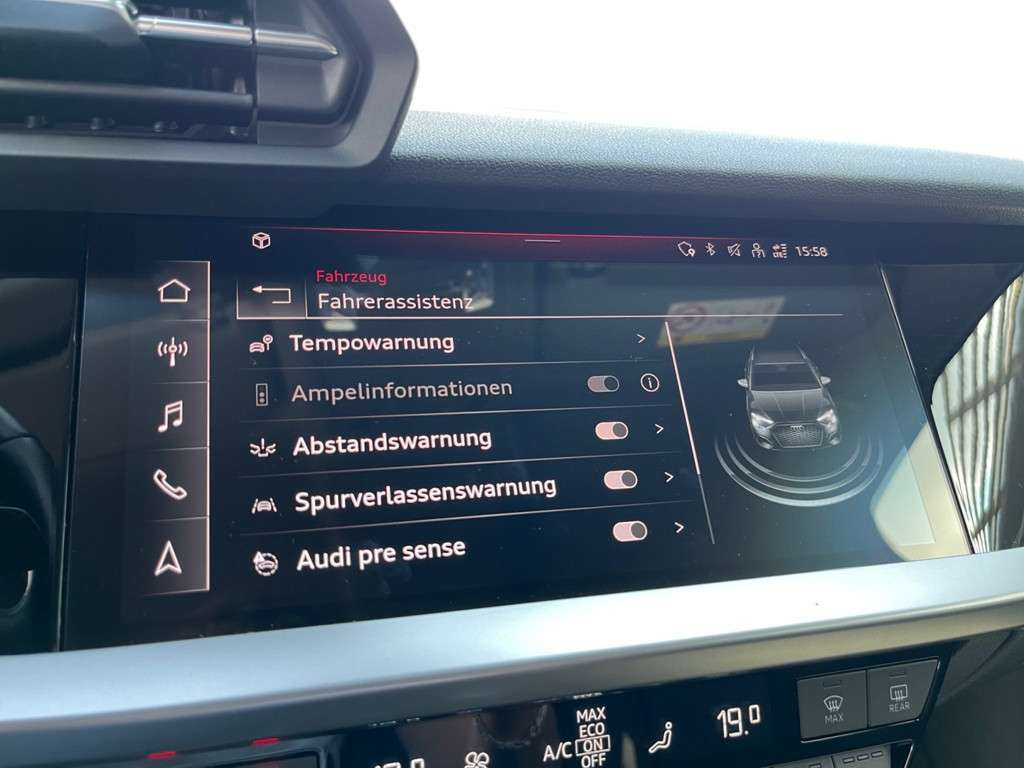 15:58
Fahrzeug
Fahrerassistenz
Tempowarnung
Ampelinformationen
Abstandswarnung
Spurverlassenswarnung
Audi pre sense
MAX
ECO
A/C ON
OFF
19.0
MAX
REAR